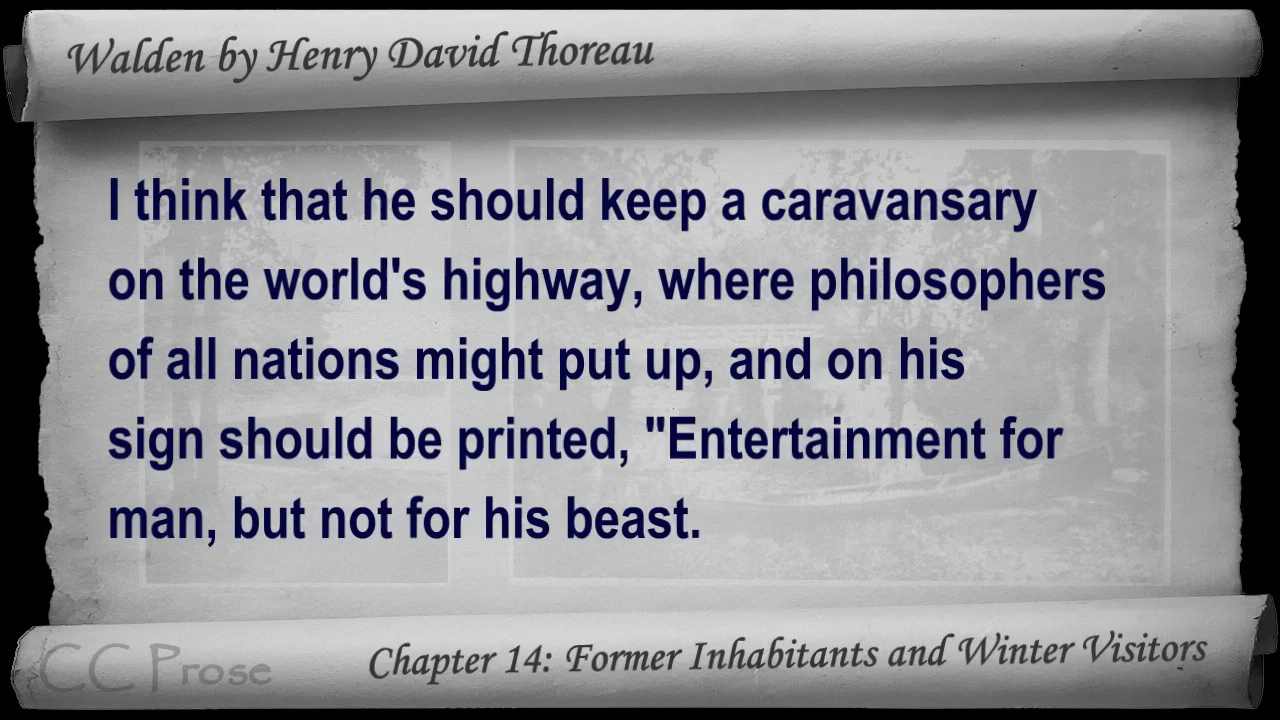 Walden by Henry David Thoreau
I think that he should keep a caravansary
on the world's highway, where philosophers
of all nations might put up, and on his
sign should be printed, "Entertainment for
man, but not for his beast.
CC Prose
Chapter 14: Former Inhabitants and Winter Visitors